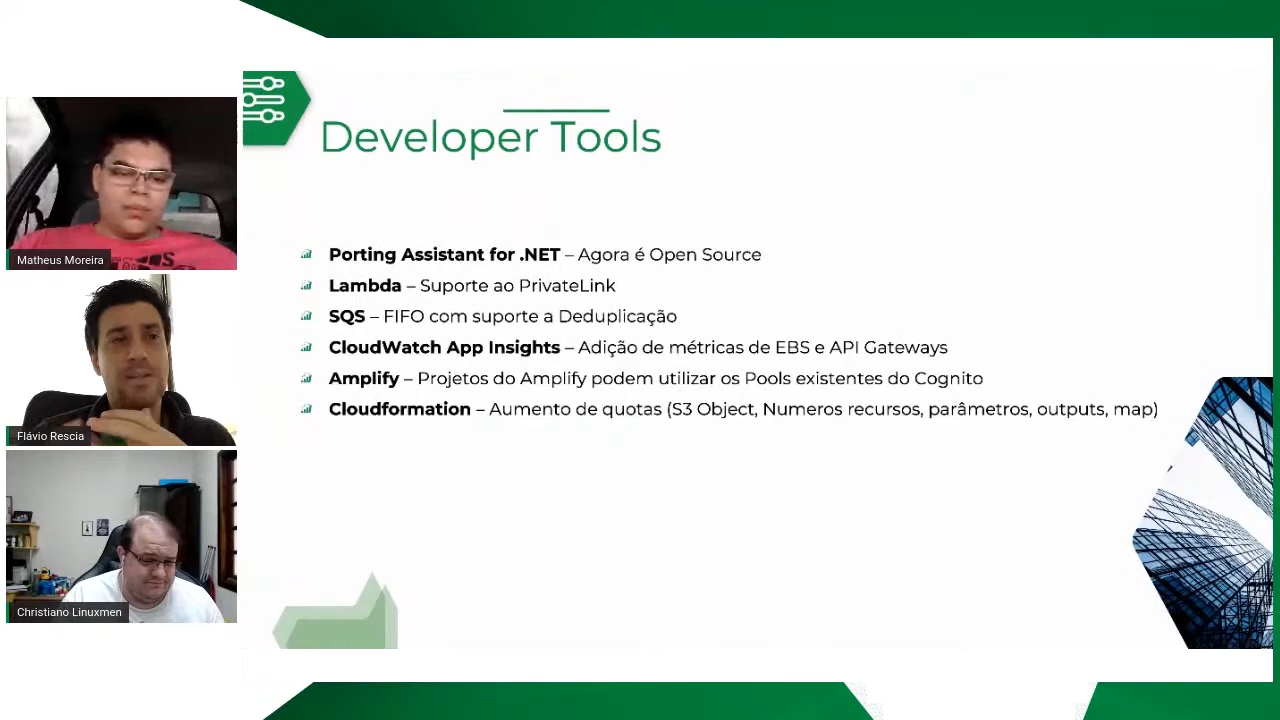 Developer Tools
Porting Assistant for .NET – Agora é Open Source
Lambda – Suporte ao PrivateLink
SQS – FIFO com suporte a Deduplicação
CloudWatch App Insights – Adição de métricas de EBS e API Gateways
Amplify – Projetos do Amplify podem utilizar os Pools existentes do Cognito
Cloudformation – Aumento de quotas (S3 Object, Numeros recursos, parâmetros, outputs, map)
Matheus Moreira
Flávio Rescia
Christiano Linuxmen